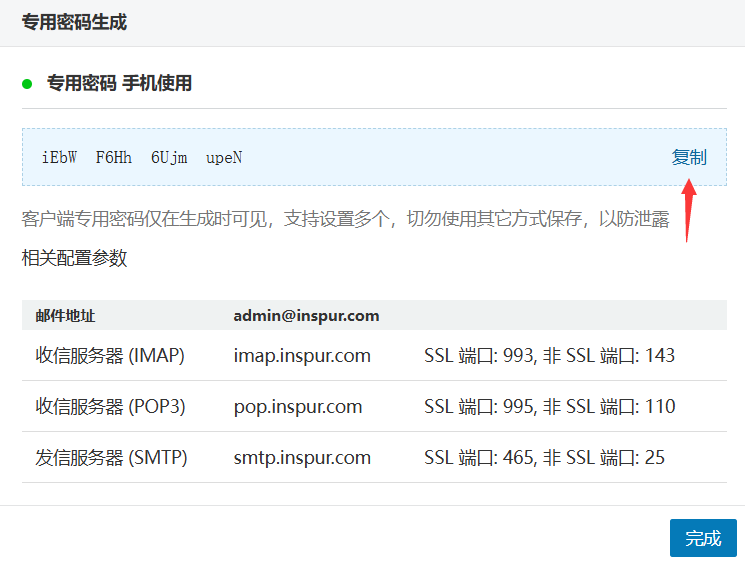 专用密码生成
专用密码 手机使用
iEbW F6Hh 6Ujm upeN 复制
客户端专用密码仅在生成时可见，支持设置多个，切勿使用其它方式保存，以防泄露
相关配置参数
邮件地址 admin@inspur.com
收信服务器 (IMAP) imap.inspur.com SSL 端口: 993, 非 SSL 端口: 143
收信服务器 (POP3) pop.inspur.com SSL 端口: 995, 非 SSL 端口: 110
发信服务器 (SMTP) smtp.inspur.com SSL 端口: 465, 非 SSL 端口: 25
完成